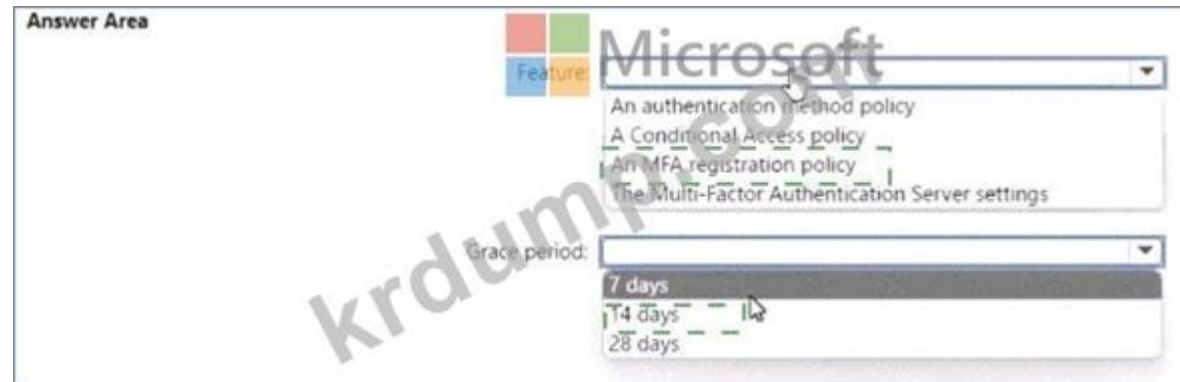 Answer Area
Microsoft
Feature:
An authentication method policy
A Conditional Access policy
An MFA registration policy
The Multi-Factor Authentication Server settings
Grace period:
7 days
14 days
28 days
krdump.com